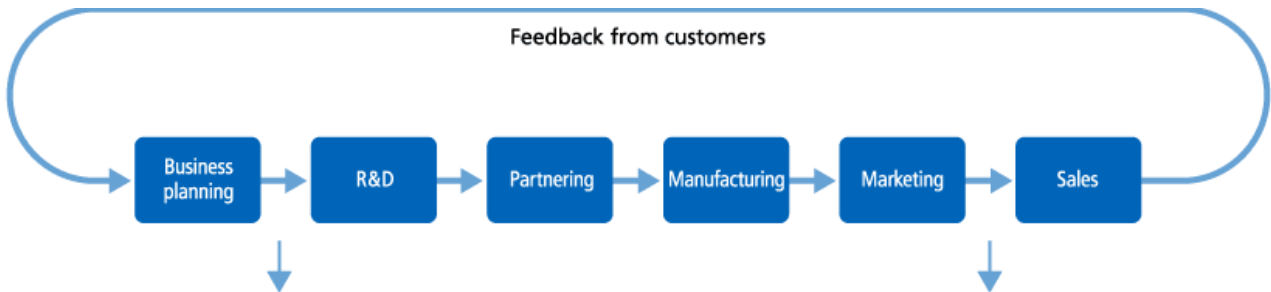 Feedback from customers
Business
planning
R&D
Partnering
Manufacturing
Marketing
Sales